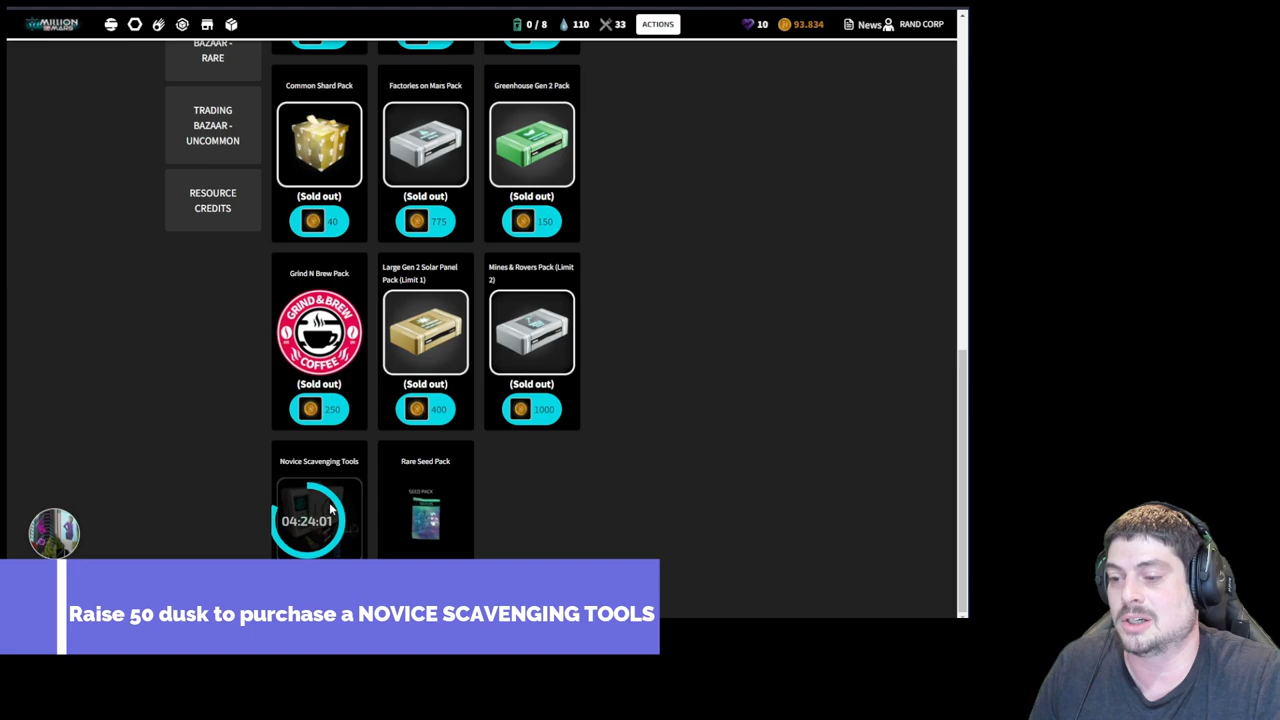 MILLION
ON MARS
0 / 8
110
33
ACTIONS
10
93.834
News
RAND CORP
BAZAAR -
RARE
TRADING
BAZAAR -
UNCOMMON
RESOURCE
CREDITS
Common Shard Pack
(Sold out)
40
Factories on Mars Pack
(Sold out)
775
Greenhouse Gen 2 Pack
(Sold out)
150
Grind N Brew Pack
GRIND & BREW
COFFEE
(Sold out)
250
Large Gen 2 Solar Panel
Pack (Limit 1)
(Sold out)
400
Mines & Rovers Pack (Limit
2)
(Sold out)
1000
Novice Scavenging Tools
04:24:01
Rare Seed Pack
SEED PACK
Raise 50 dusk to purchase a NOVICE SCAVENGING TOOLS